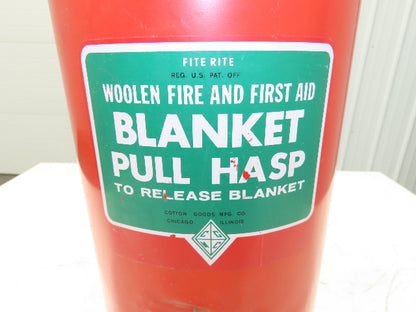 FITE RITE
REG. U.S. PAT. OFF
WOOLEN FIRE AND FIRST AID
BLANKET
PULL HASP
TO RELEASE BLANKET
COTTON GOODS MFG. CO.
CHICAGO ILLINOIS